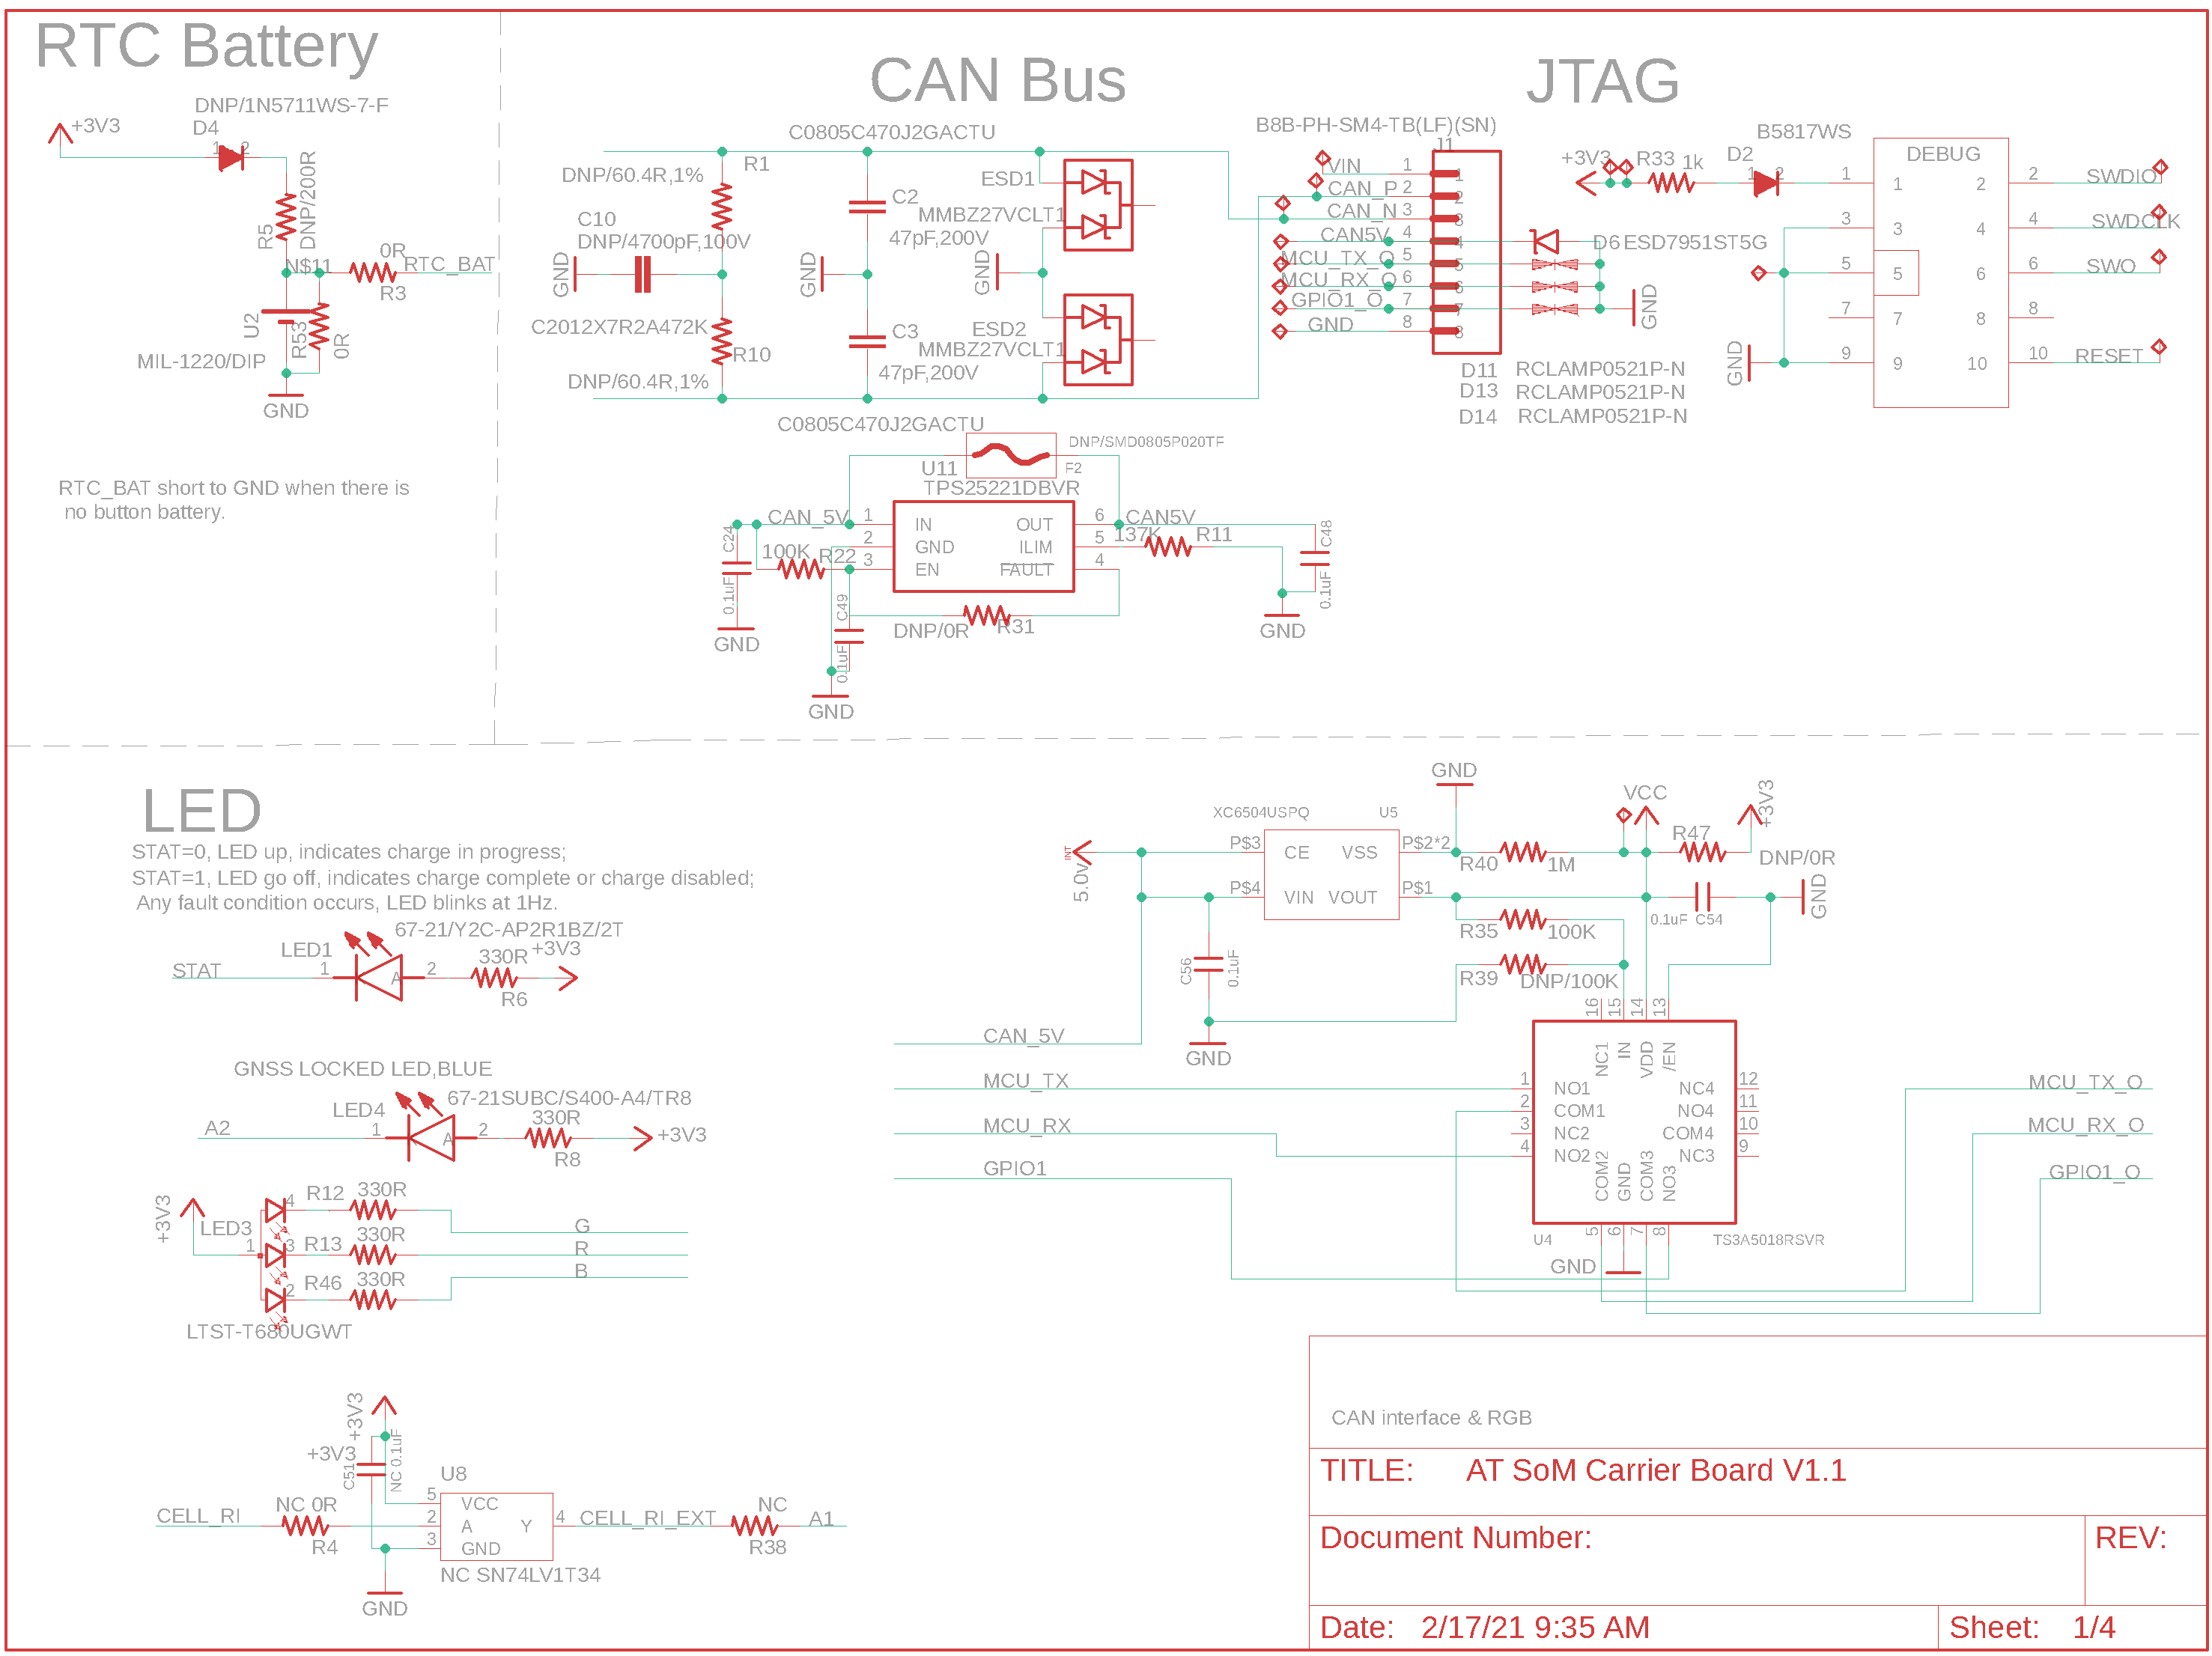 RTC Battery
DNP/1N5711WS-7-F
D4
+3V3
1 2
R5
DNP/200R
N$11
0R
RTC_BAT
R3
U2
R53
0R
MIL-1220/DIP
GND
RTC_BAT short to GND when there is
no button battery.
CAN Bus
C0805C470J2GACTU
DNP/60.4R,1%
R1
C10
DNP/4700pF,100V
GND
C2012X7R2A472K
R10
DNP/60.4R,1%
C2
47pF,200V
GND
C3
47pF,200V
C0805C470J2GACTU
ESD1
MMBZ27VCLT1
GND
ESD2
MMBZ27VCLT1
B8B-PH-SM4-TB(LF)(SN)
J1
VIN 1 1
CAN_P 2 2
CAN_N 3 3
CAN5V 4 4
MCU_TX_O 5 5
MCU_RX_O 6 6
GPIO1_O 7 7
GND 8 8
D6 ESD7951ST5G
GND
D11 RCLAMP0521P-N
D13 RCLAMP0521P-N
D14 RCLAMP0521P-N
DNP/SMD0805P020TF
F2
U11
TPS25221DBVR
CAN_5V 1 IN OUT 6 CAN5V
2 GND ILIM 5 137K R11
100K R22 3 EN FAULT 4
C24
0.1uF
GND
C49
0.1uF
GND
DNP/0R R31
C48
0.1uF
GND
JTAG
B5817WS
+3V3 R33 1k D2
1 2
DEBUG
1 1 2 2 SWDIO
3 3 4 4 SWDCLK
5 5 6 6 SWO
7 7 8 8
9 9 10 10 RESET
GND
LED
STAT=0, LED up, indicates charge in progress;
STAT=1, LED go off, indicates charge complete or charge disabled;
Any fault condition occurs, LED blinks at 1Hz.
67-21/Y2C-AP2R1BZ/2T
LED1
STAT 1 A 2 330R +3V3
R6
GNSS LOCKED LED,BLUE
67-21SUBC/S400-A4/TR8
LED4
A2 1 A 2 330R +3V3
R8
+3V3
LED3
1
4 R12 330R G
3 R13 330R R
2 R46 330R B
LTST-T680UGWT
+3V3
+3V3
C51
NC 0.1uF
U8
CELL_RI NC 0R
R4
5 VCC
2 A Y 4 CELL_RI_EXT NC A1
3 GND
R38
NC SN74LV1T34
GND
GND
XC6504USPQ U5
INT
5.0v
P$3 CE VSS P$2*2
P$4 VIN VOUT P$1
R40 1M
VCC
R47
+3V3
DNP/0R
GND
0.1uF C54
R35 100K
R39 DNP/100K
C56
0.1uF
GND
CAN_5V
MCU_TX
MCU_RX
GPIO1
16 15 14 13
NC1 IN VDD /EN
1 NO1 NC4 12
2 COM1 NO4 11
3 NC2 COM4 10
4 NO2 NC3 9
COM2 GND COM3 NO3
5 6 7 8
U4 TS3A5018RSVR
GND
MCU_TX_O
MCU_RX_O
GPIO1_O
CAN interface & RGB
TITLE: AT SoM Carrier Board V1.1
Document Number:
REV:
Date: 2/17/21 9:35 AM
Sheet: 1/4